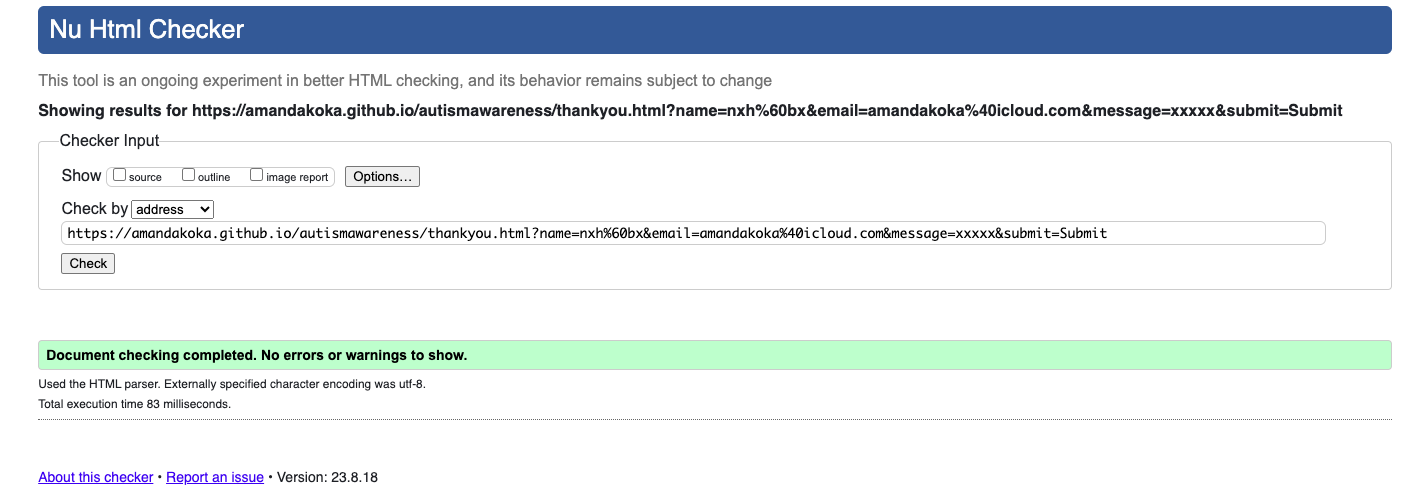 Nu Html Checker
This tool is an ongoing experiment in better HTML checking, and its behavior remains subject to change
Showing results for https://amandakoka.github.io/autismawareness/thankyou.html?name=nxh%60bx&email=amandakoka%40icloud.com&message=xxxxx&submit=Submit
Checker Input
Show source outline image report Options...
Check by address
https://amandakoka.github.io/autismawareness/thankyou.html?name=nxh%60bx&email=amandakoka%40icloud.com&message=xxxxx&submit=Submit
Check
Document checking completed. No errors or warnings to show.
Used the HTML parser. Externally specified character encoding was utf-8.
Total execution time 83 milliseconds.
About this checker • Report an issue • Version: 23.8.18